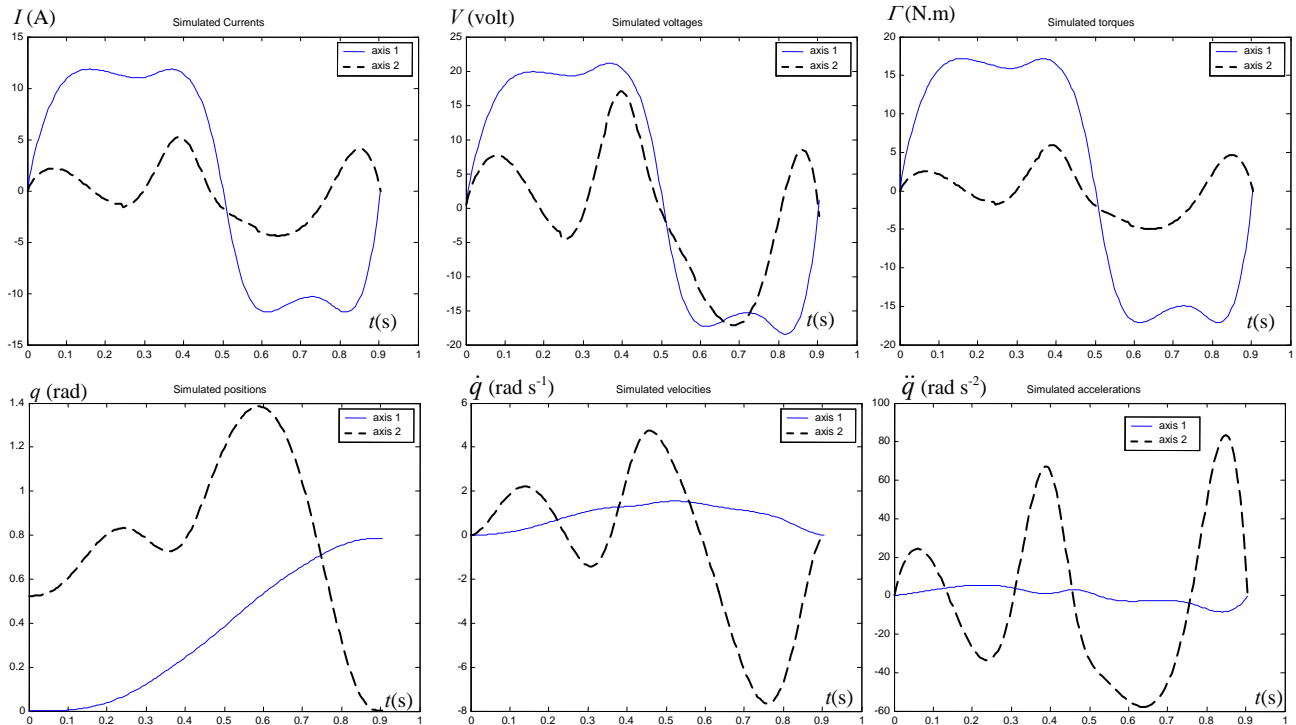 I (A)
Simulated Currents
axis 1
axis 2
15
10
5
0
-5
-10
-15
0 0.1 0.2 0.3 0.4 0.5 0.6 0.7 0.8 0.9 1
t(s)
V (volt)
Simulated voltages
axis 1
axis 2
25
20
15
10
5
0
-5
-10
-15
-20
0 0.1 0.2 0.3 0.4 0.5 0.6 0.7 0.8 0.9 1
t(s)
Γ(N.m)
Simulated torques
axis 1
axis 2
20
15
10
5
0
-5
-10
-15
-20
0 0.1 0.2 0.3 0.4 0.5 0.6 0.7 0.8 0.9 1
t(s)
q (rad)
Simulated positions
axis 1
axis 2
1.4
1.2
1
0.8
0.6
0.4
0.2
0
0 0.1 0.2 0.3 0.4 0.5 0.6 0.7 0.8 0.9 1
t(s)
q̇ (rad s-1)
Simulated velocities
axis 1
axis 2
6
4
2
0
-2
-4
-6
-8
0 0.1 0.2 0.3 0.4 0.5 0.6 0.7 0.8 0.9 1
t(s)
q̈ (rad s-2)
Simulated accelerations
axis 1
axis 2
100
80
60
40
20
0
-20
-40
-60
0 0.1 0.2 0.3 0.4 0.5 0.6 0.7 0.8 0.9 1
t(s)